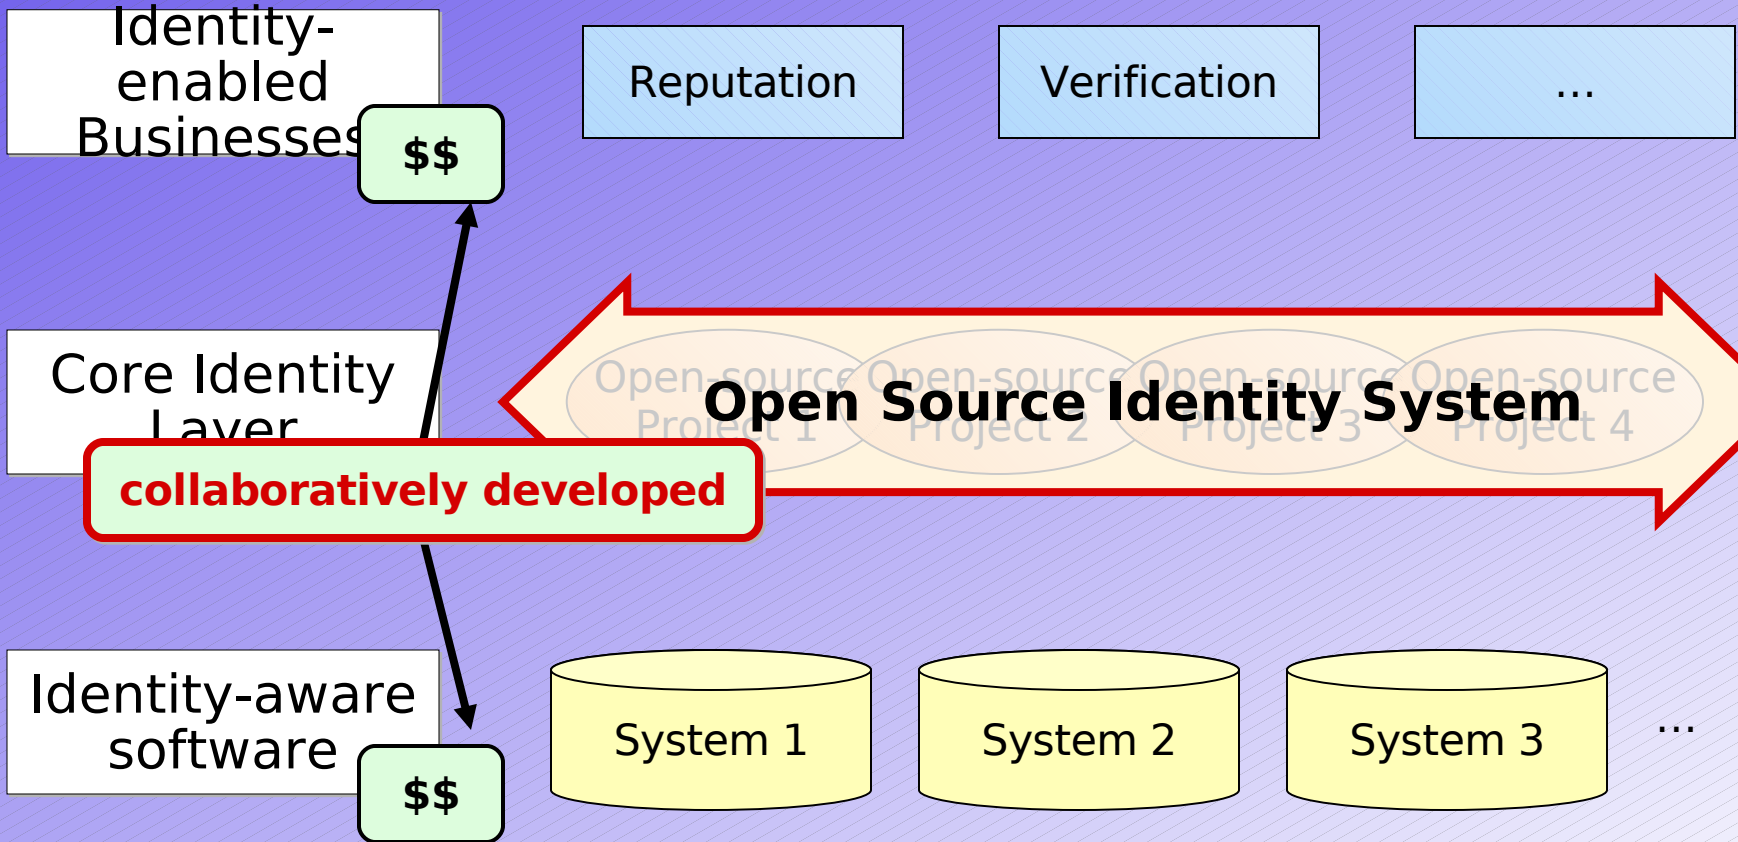 Identity-
enabled
Businesses
$$
Reputation
Verification
...
Core Identity
Layer
collaboratively developed
Open-source
Project 1
Open-source
Project 2
Open-source
Project 3
Open-source
Project 4
Open Source Identity System
Identity-aware
software
$$
System 1
System 2
System 3
...